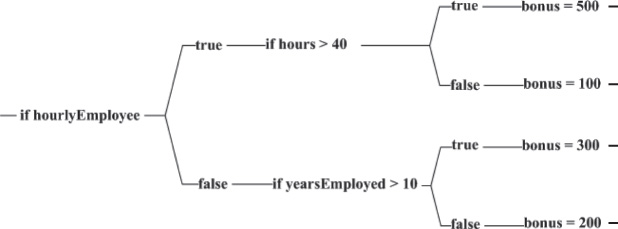 true bonus = 500
true if hours > 40
false bonus = 100
if hourlyEmployee
true bonus = 300
false if yearsEmployed > 10
false bonus = 200